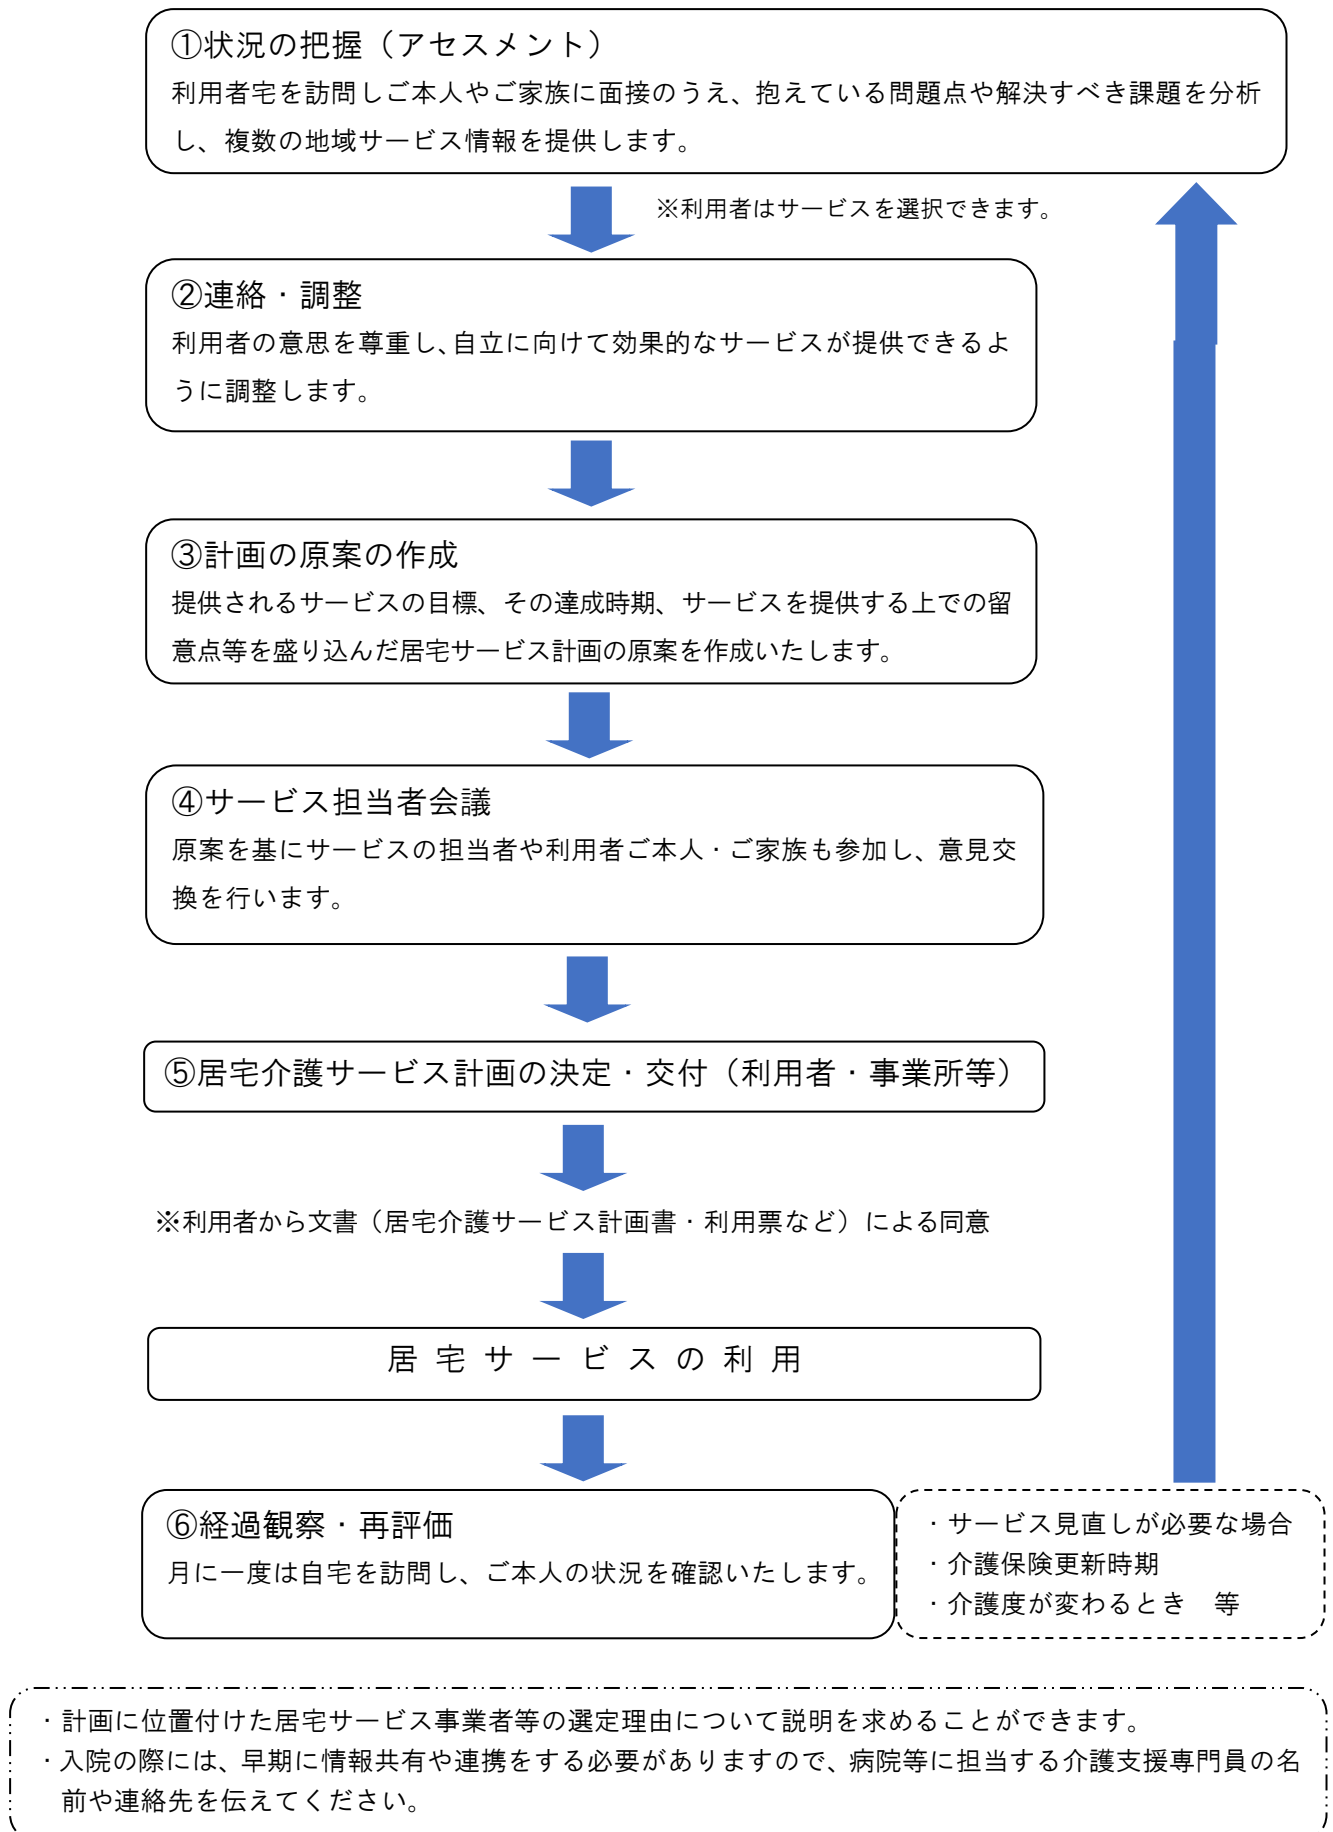 ①状況の把握（アセスメント）
利用者宅を訪問しご本人やご家族に面接のうえ、抱えている問題点や解決すべき課題を分析
し、複数の地域サービス情報を提供します。
※利用者はサービスを選択できます。
②連絡・調整
利用者の意思を尊重し、自立に向けて効果的なサービスが提供できるよ
うに調整します。
③計画の原案の作成
提供されるサービスの目標、その達成時期、サービスを提供する上での留
意点等を盛り込んだ居宅サービス計画の原案を作成いたします。
④サービス担当者会議
原案を基にサービスの担当者や利用者ご本人・ご家族も参加し、意見交
換を行います。
⑤居宅介護サービス計画の決定・交付（利用者・事業所等）
※利用者から文書（居宅介護サービス計画書・利用票など）による同意
居宅サービスの利用
⑥経過観察・再評価
月に一度は自宅を訪問し、ご本人の状況を確認いたします。
・サービス見直しが必要な場合
・介護保険更新時期
・介護度が変わるとき　等
・計画に位置付けた居宅サービス事業者等の選定理由について説明を求めることができます。
・入院の際には、早期に情報共有や連携をする必要がありますので、病院等に担当する介護支援専門員の名
前や連絡先を伝えてください。